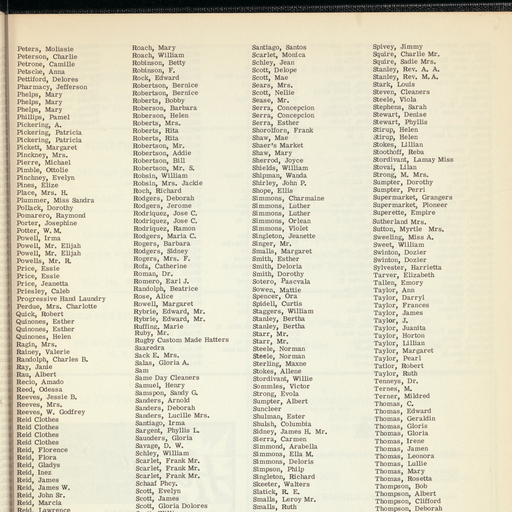 Peters, Moliasie
Peterson, Charlie
Petrone, Camille
Petsche, Anna
Pettiford, Delores
Pharmacy, Jefferson
Phelps, Mary
Phelps, Mary
Phelps, Mary
Phillips, Pamel
Pickering, A.
Pickering, Patricia
Pickering, Patricia
Pickett, Margaret
Pinckney, Mrs.
Pierre, Michael
Pimble, Ottolie
Pinchney, Evelyn
Pines, Elize
Place, Mrs. H.
Plummer, Miss Sandra
Pollack, Dorothy
Pomarero, Raymond
Porter, Josephine
Potter, W. M.
Powell, Irma
Powell, Mr. Elijah
Powell, Mr. Elijah
Powells, Mr. R.
Price, Essie
Price, Essie
Price, Jeanetta
Priesley, Caleb
Progressive Hand Laundry
Perdue, Mrs. Charlotte
Quick, Robert
Quinones, Esther
Quinones, Esther
Quinones, Helen
Ragin, Mrs.
Rainey, Valerie
Randolph, Charles B.
Ray, Janie
Rau, Albert
Recio, Amado
Reed, Odessa
Reeves, Jessie B.
Reeves, Mrs.
Reeves, W. Godfrey
Reid Clothes
Reid Clothes
Reid Clothes
Reid Clothes
Reid, Florence
Reid, Flora
Reid, Gladys
Reid, Inez
Reid, James
Reid, James W.
Reid, John Sr.
Reid, Marcia
Reid, Lawrence
Roach, Mary
Roach, William
Robinson, Betty
Robinson, F.
Rock, Edward
Robertson, Bernice
Robertson, Bernice
Roberts, Bobby
Roberson, Barbara
Roberson, Helen
Roberts, Mrs.
Roberts, Rita
Roberts, Rita
Robertson, Mr.
Robertson, Addie
Robertson, Bill
Robertson, Mr. S.
Robsin, William
Robsin, Mrs. Jackie
Roch, Richard
Rodgers, Deborah
Rodgers, Jerome
Rodriquez, Jose C.
Rodriquez, Jose C.
Rodriquez, Ramon
Rodgers, Maria C.
Rogers, Barbara
Rodgers, Sidney
Rogers, Mrs. F.
Rofa, Catherine
Roman, Dr.
Romero, Earl J.
Randolph, Beatrice
Rose, Alice
Rowell, Margaret
Rybrie, Edward, Mr.
Rybrie, Edward, Mr.
Ruffing, Marie
Ruby, Mr.
Rugby Custom Made Hatters
Saaredra
Sack E. Mrs.
Salas, Gloria A.
Sam
Same Day Cleaners
Samuel, Henry
Samspon, Sandy G.
Sanders, Arnold
Sanders, Deborah
Sanders, Lucille Mrs.
Santiago, Irma
Sargent, Phyllis L.
Saunders, Gloria
Savage, D. W.
Schley, William
Scarlet, Frank Mr.
Scarlet, Frank Mr.
Scarlet, Frank Mr.
Schaaf Phcy.
Scott, Evelyn
Scott, James
Scott, Gloria Dolores
Santiago, Santos
Scarlet, Monica
Schley, Jean
Scott, Delope
Scott, Mae
Sears, Mrs.
Scott, Nellie
Sease, Mr.
Serra, Concepcion
Serra, Concepcion
Serra, Esther
Shorolforn, Frank
Shaw, Mae
Shaer's Market
Shaw, Mary
Sherrod, Joyce
Shields, William
Shipman, Wanda
Shirley, John P.
Shope, Ellis
Simmons, Charmaine
Simmons, Luther
Simmons, Luther
Simmons, Orlean
Simmons, Violet
Singleton, Jeanette
Singer, Mr.
Smalls, Margaret
Smith, Esther
Smith, Deloria
Smith, Dorothy
Sotero, Pascvala
Sowen, Mattie
Spencer, Ora
Spidell, Curtis
Staggers, William
Stanley, Bertha
Stanley, Bertha
Starr, Mr.
Starr, Mr.
Steele, Norman
Steele, Norman
Sterling, Maxne
Stokes, Allene
Stordivant, Willie
Sommles, Victor
Strong, Evola
Sumpter, Albert
Suncleer
Shulman, Ester
Shulsh, Columbia
Sidney, James H. Mr.
Sierra, Carmen
Simmond, Arabella
Simmons, Ella M.
Simmons, Deloris
Simpson, Philp
Singleton, Richard
Skeeter, Walters
Slatick, R. E.
Smalls, Leroy Mr.
Smalls, Ruth
Spivey, Jimmy
Squire, Charlie Mr.
Squire, Sadie Mrs.
Stanley, Rev. A. A.
Stanley, Rev. M. A.
Stark, Louis
Steven, Cleaners
Steele, Viola
Stephens, Sarah
Stewart, Denise
Stewart, Phyllis
Stirup, Helen
Stirup, Helen
Stokes, Lillian
Stoothoff, Reba
Stordivant, Lamay Miss
Stoval, Lilan
Strong, M. Mrs.
Sumpter, Dorothy
Sumpter, Perri
Supermarket, Grangers
Supermarket, Pioneer
Superette, Empire
Sutherland Mrs.
Sutton, Myrtle Mrs.
Sweeting, Miss A.
Sweet, William
Swinton, Dozier
Swinton, Dozier
Sylvester, Harrietta
Tarver, Elizabeth
Tallen, Emory
Taylor, Ann
Taylor, Darryl
Taylor, Frances
Taylor, James
Taylor, J.
Taylor, Juanita
Taylor, Horton
Taylor, Lillian
Taylor, Margaret
Taylor, Pearl
Tatlor, Robert
Taylor, Ruth
Tenneys, Dr.
Ternes, M.
Terner, Mildred
Thomas, C.
Thomas, Edward
Thomas, Geraldin
Thomas, Gloris
Thomas, Gloria
Thomas, Irene
Thomas, James
Thomas, Leonora
Thomas, Lullie
Thomas, Mary
Thomas, Rosetta
Thompson, Bob
Thompson, Albert
Thompson, Clifford
Thompson, Deborah